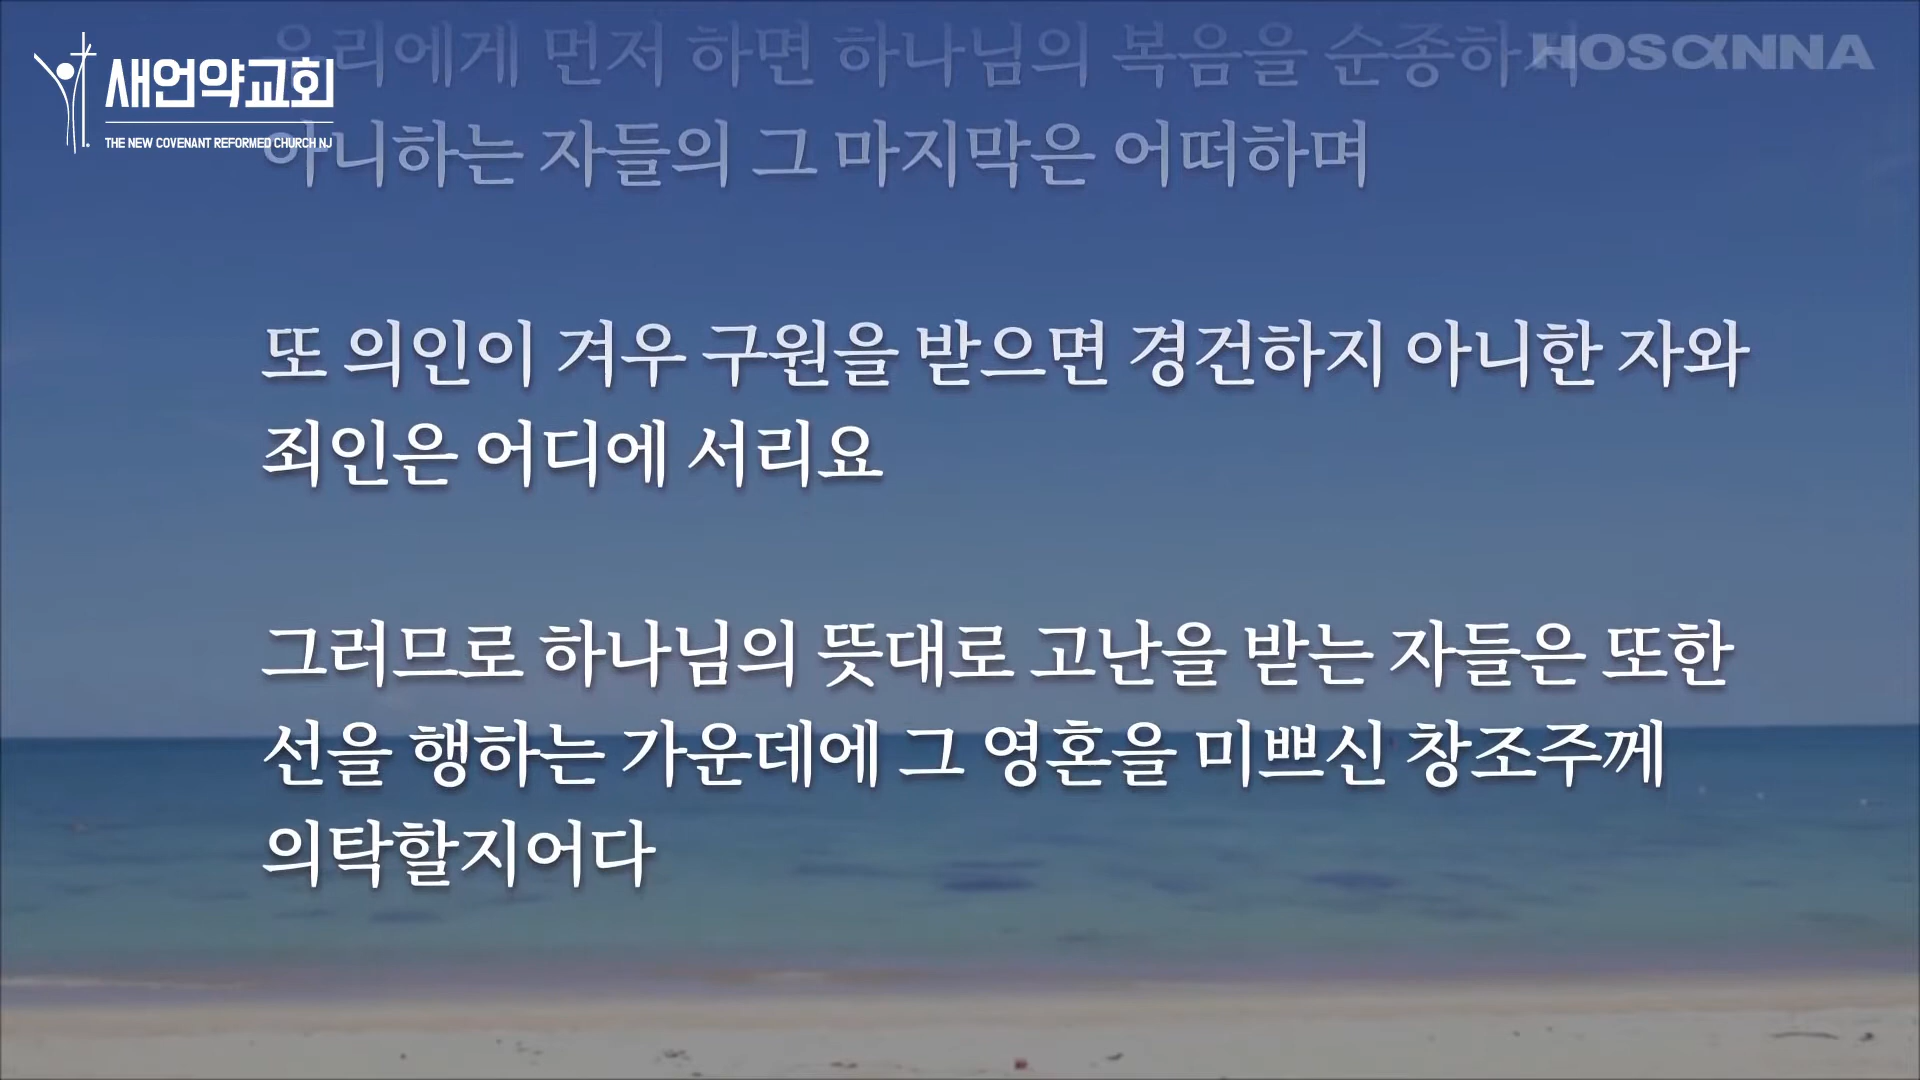 우리에게 먼저 하면 하나님의 복음을 순종하지
HOSANNA
새언약교회
THE NEW COVENANT REFORMED CHURCH NJ
아니하는 자들의 그 마지막은 어떠하며
또 의인이 겨우 구원을 받으면 경건하지 아니한 자와
죄인은 어디에 서리요
그러므로 하나님의 뜻대로 고난을 받는 자들은 또한
선을 행하는 가운데에 그 영혼을 미쁘신 창조주께
의탁할지어다